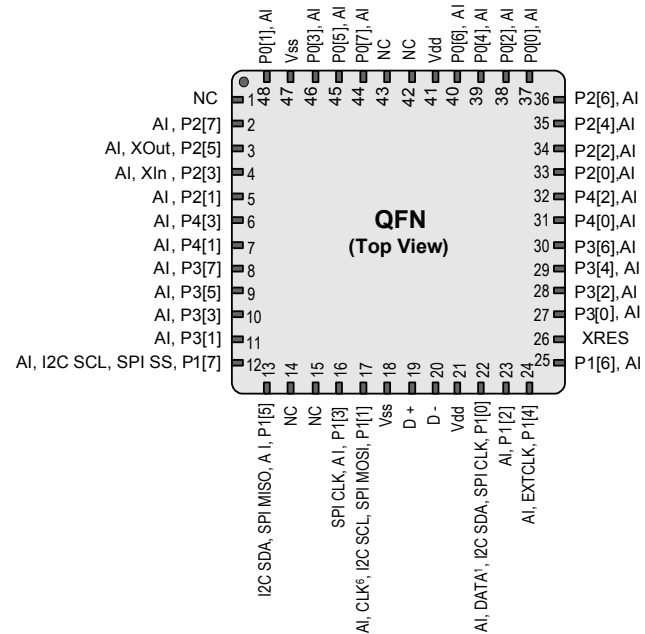 P0[1], AI
Vss
P0[3], AI
P0[5], AI
P0[7], AI
NC
NC
Vdd
P0[6], AI
P0[4], AI
P0[2], AI
P0[0], AI
48
47
46
45
44
43
42
41
40
39
38
37
NC 1
AI, P2[7] 2
AI, XOut, P2[5] 3
AI, XIn , P2[3] 4
AI, P2[1] 5
AI, P4[3] 6
AI, P4[1] 7
AI, P3[7] 8
AI, P3[5] 9
AI, P3[3] 10
AI, P3[1] 11
AI, I2C SCL, SPI SS, P1[7] 12
QFN
(Top View)
36 P2[6], AI
35 P2[4],AI
34 P2[2],AI
33 P2[0],AI
32 P4[2],AI
31 P4[0],AI
30 P3[6],AI
29 P3[4], AI
28 P3[2],AI
27 P3[0], AI
26 XRES
25 P1[6], AI
13
14
15
16
17
18
19
20
21
22
23
24
I2C SDA, SPI MISO, AI, P1[5]
NC
NC
SPI CLK, AI, P1[3]
AI, CLK⁶, I2C SCL, SPI MOSI, P1[1]
Vss
D +
D -
Vdd
AI, DATA¹, I2C SDA, SPI CLK, P1[0]
AI, P1[2]
AI, EXTCLK, P1[4]